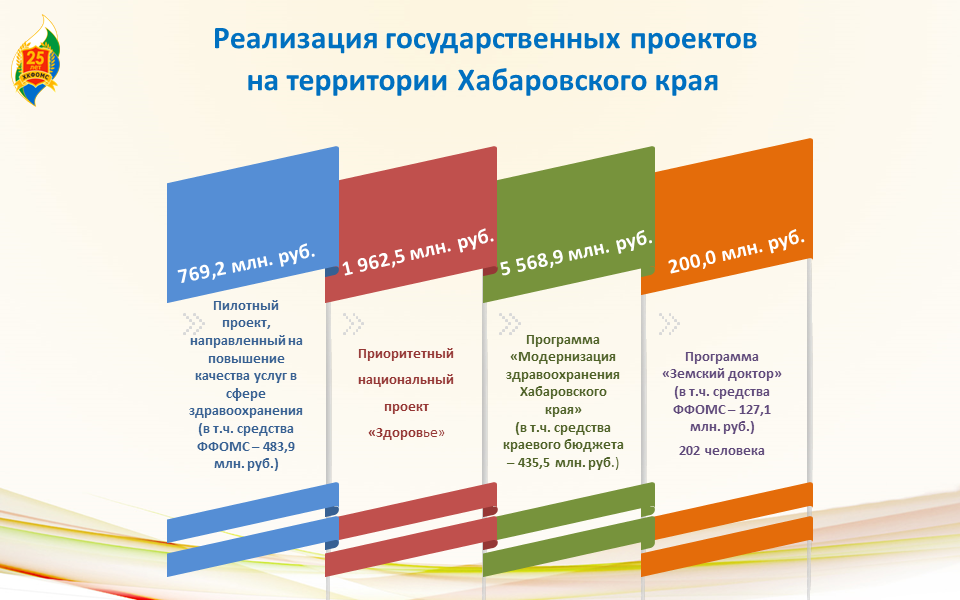 Реализация государственных проектов
на территории Хабаровского края
25
ЛЕТ
ХКФОМС
769,2 млн. руб.
Пилотный
проект,
направленный на
повышение
качества услуг в
сфере
здравоохранения
(в т.ч. средства
ФФОМС – 483,9
млн. руб.)
1 962,5 млн. руб.
Приоритетный
национальный
проект
«Здоровье»
5 568,9 млн. руб.
Программа
«Модернизация
здравоохранения
Хабаровского
края»
(в т.ч. средства
краевого бюджета
– 435,5 млн. руб.)
200,0 млн. руб.
Программа
«Земский доктор»
(в т.ч. средства
ФФОМС – 127,1
млн. руб.)
202 человека